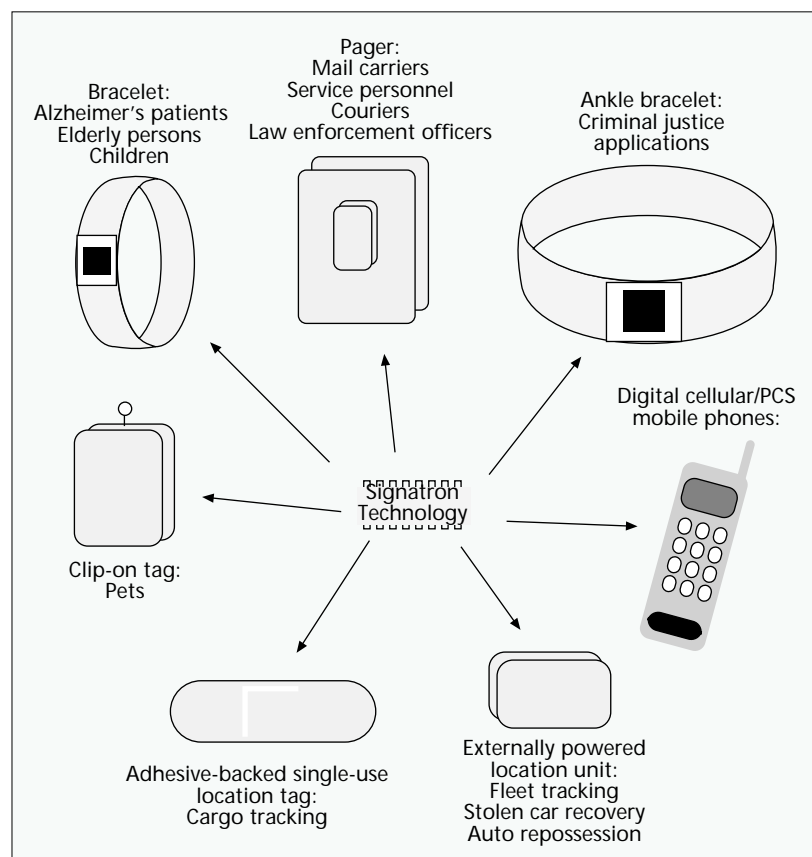 Bracelet:
Alzheimer's patients
Elderly persons
Children
Pager:
Mail carriers
Service personnel
Couriers
Law enforcement officers
Ankle bracelet:
Criminal justice
applications
Digital cellular/PCS
mobile phones:
Signatron
Technology
Clip-on tag:
Pets
Adhesive-backed single-use
location tag:
Cargo tracking
Externally powered
location unit:
Fleet tracking
Stolen car recovery
Auto repossession